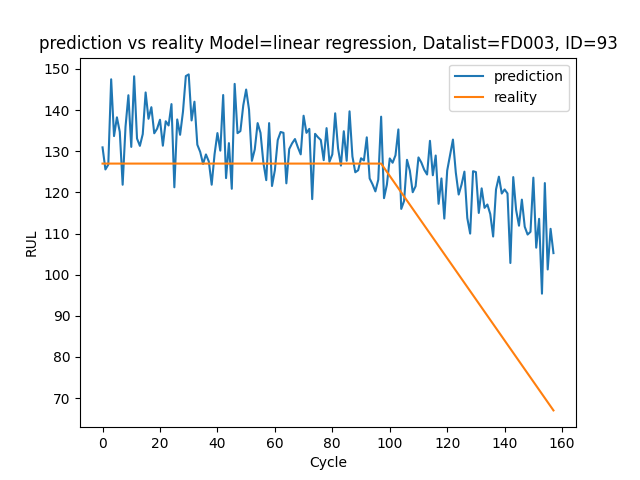 prediction vs reality Model=linear regression, Datalist=FD003, ID=93
prediction
reality
RUL
150
140
130
120
110
100
90
80
70
0 20 40 60 80 100 120 140 160
Cycle